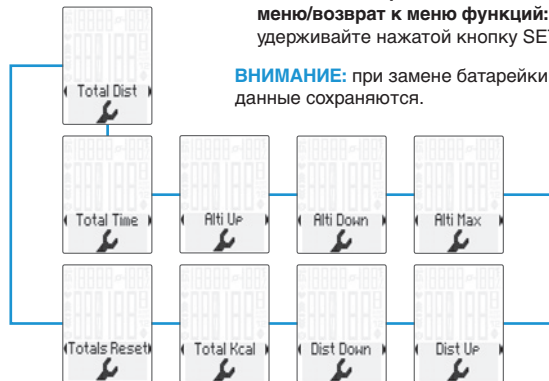 меню/возврат к меню функций:
удерживайте нажатой кнопку SET
ВНИМАНИЕ: при замене батарейки
данные сохраняются.
Total Dist
Total Time
Alti Up
Alti Down
Alti Max
Totals Reset
Total Kcal
Dist Down
Dist Up